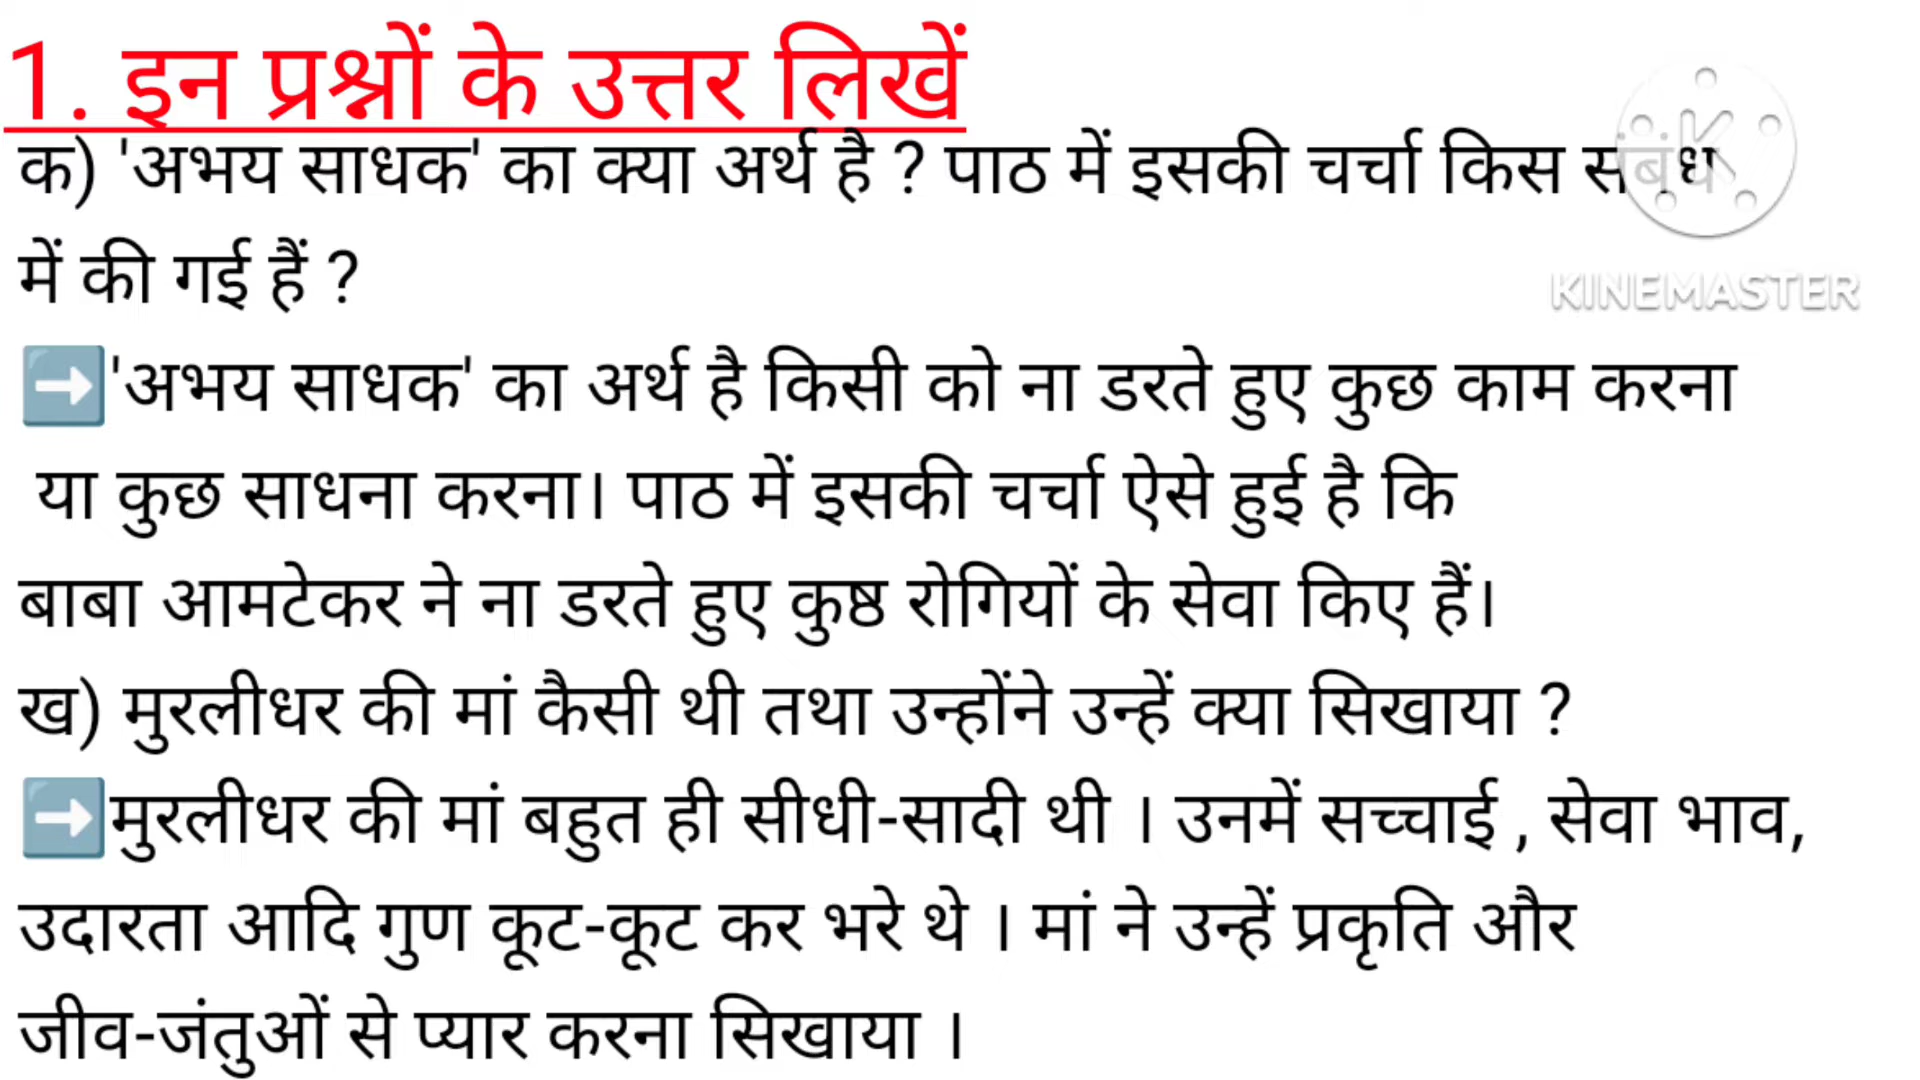 1. इन प्रश्नों के उत्तर लिखें
क) 'अभय साधक' का क्या अर्थ है ? पाठ में इसकी चर्चा किस संबंध
में की गई हैं ?
'अभय साधक' का अर्थ है किसी को ना डरते हुए कुछ काम करना
या कुछ साधना करना। पाठ में इसकी चर्चा ऐसे हुई है कि
बाबा आमटेकर ने ना डरते हुए कुष्ठ रोगियों के सेवा किए हैं।
ख) मुरलीधर की मां कैसी थी तथा उन्होंने उन्हें क्या सिखाया ?
मुरलीधर की मां बहुत ही सीधी-सादी थी । उनमें सच्चाई , सेवा भाव,
उदारता आदि गुण कूट-कूट कर भरे थे । मां ने उन्हें प्रकृति और
जीव-जंतुओं से प्यार करना सिखाया ।
K
KINEMASTER